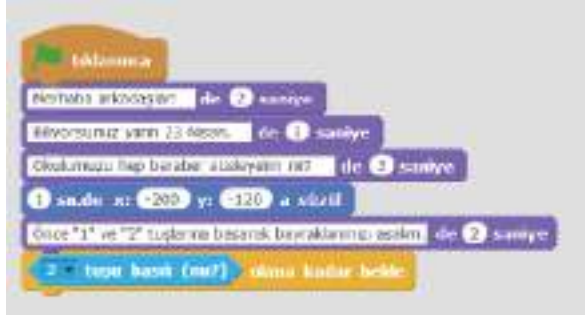 tıklanınca
Merhaba arkadaşlar! de 2 saniye
Biliyorsunuz yarın 23 Nisan. de saniye
Okulumuzu hep beraber süsleyelim mi? de 3 saniye
1 sn.de x: -200 y: -120 a süzül
Önce "1" ve "2" tuşlarına basarak bayraklarımızı asalım de 2 saniye
2 tuşu basılı (mı?) olana kadar bekle